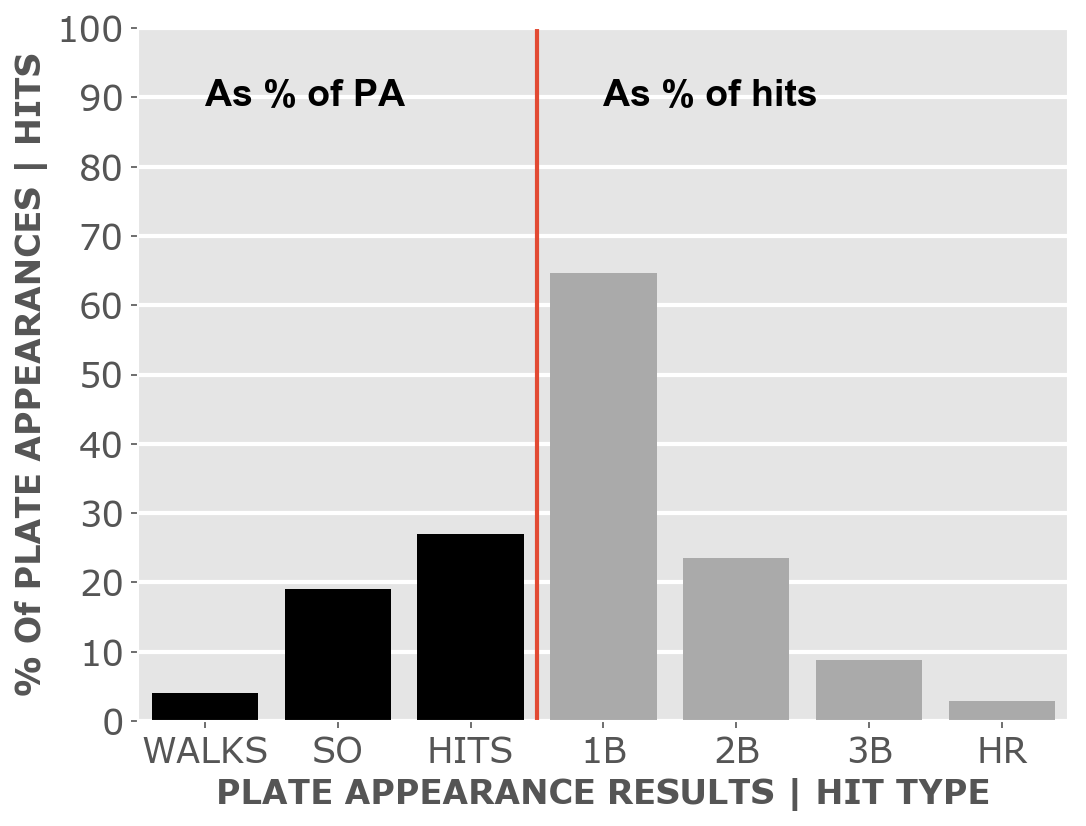 % Of PLATE APPEARANCES | HITS
100
90
80
70
60
50
40
30
20
10
0
As % of PA
As % of hits
WALKS SO HITS 1B 2B 3B HR
PLATE APPEARANCE RESULTS | HIT TYPE